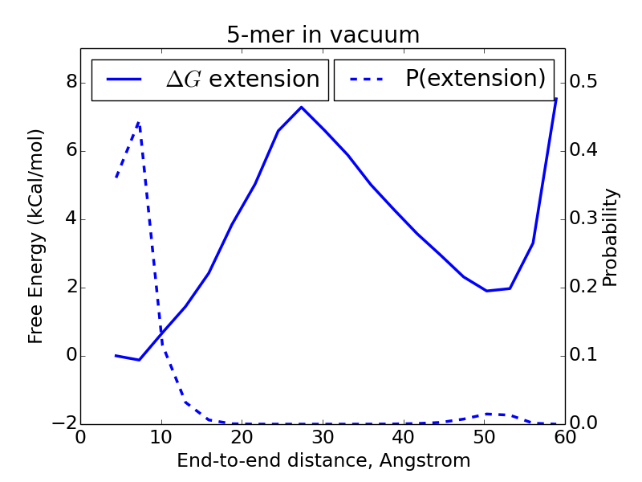 5-mer in vacuum
ΔG extension
P(extension)
8
6
4
2
0
−2
0.5
0.4
0.3
0.2
0.1
0.0
0 10 20 30 40 50 60
Free Energy (kCal/mol)
Probability
End-to-end distance, Angstrom